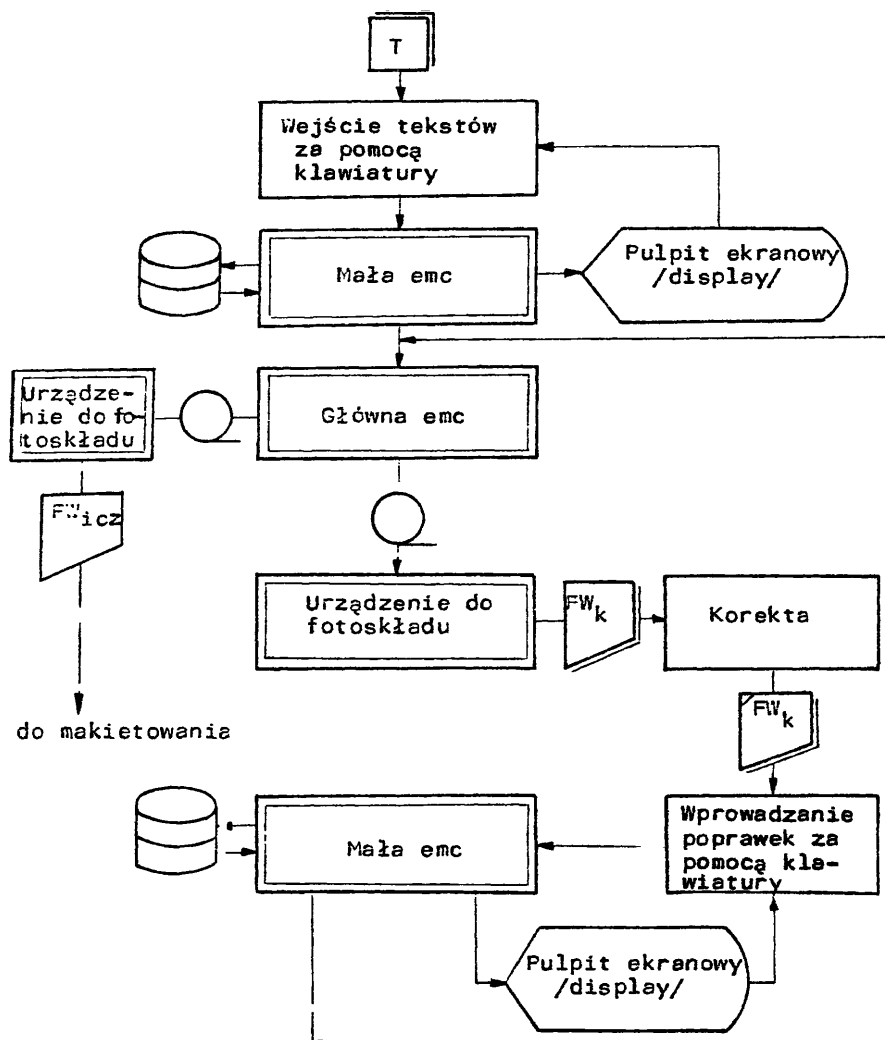 T
Wejście tekstów
za pomocą
klawiatury
Mała emc
Pulpit ekranowy
/display/
Urządze-
nie do fo-
toskładu
Główna emc
FWicz
Urządzenie do
fotoskładu
FWk
Korekta
FWk
do makietowania
Mała emc
Wprowadzanie
poprawek za
pomocą kla-
wiatury
Pulpit ekranowy
/display/